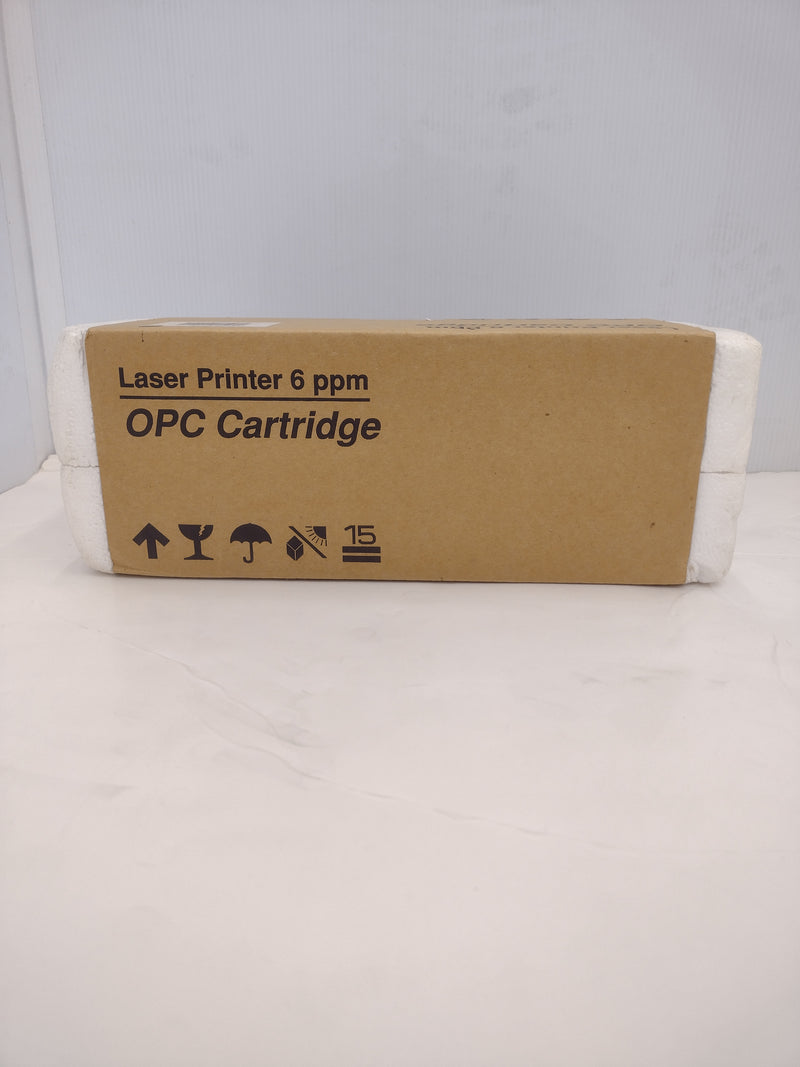 Laser Printer 6 ppm
OPC Cartridge
15